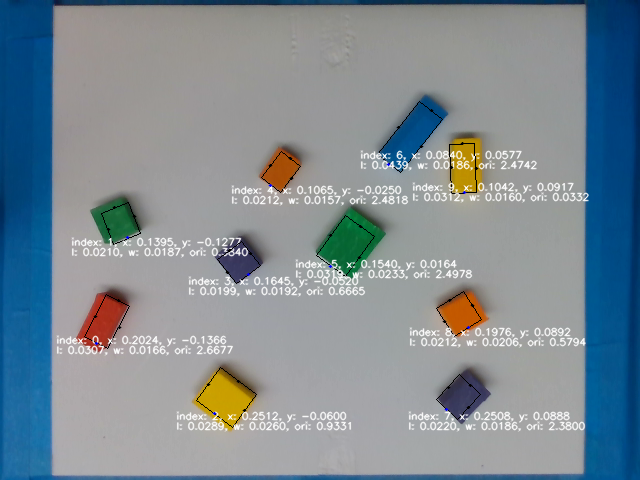 index: 6, x: 0.0840, y: 0.0577
l: 0.0439, w: 0.0186, ori: 2.4742
index: 9, x: 0.1042, y: 0.0917
l: 0.0312, w: 0.0160, ori: 0.0332
index: 4, x: 0.1065, y: -0.0250
l: 0.0212, w: 0.0157, ori: 2.4818
index: 1, x: 0.1395, y: -0.1277
l: 0.0210, w: 0.0187, ori: 0.3840
index: 5, x: 0.1540, y: 0.0164
l: 0.0319, w: 0.0233, ori: 2.4978
index: 3, x: 0.1645, y: -0.0520
l: 0.0199, w: 0.0192, ori: 0.6665
index: 8, x: 0.1976, y: 0.0892
l: 0.0212, w: 0.0206, ori: 0.5794
index: 0, x: 0.2024, y: -0.1366
l: 0.0307, w: 0.0166, ori: 2.6677
index: 2, x: 0.2512, y: -0.0600
l: 0.0289, w: 0.0260, ori: 0.9331
index: 7, x: 0.2508, y: 0.0888
l: 0.0220, w: 0.0186, ori: 2.3800